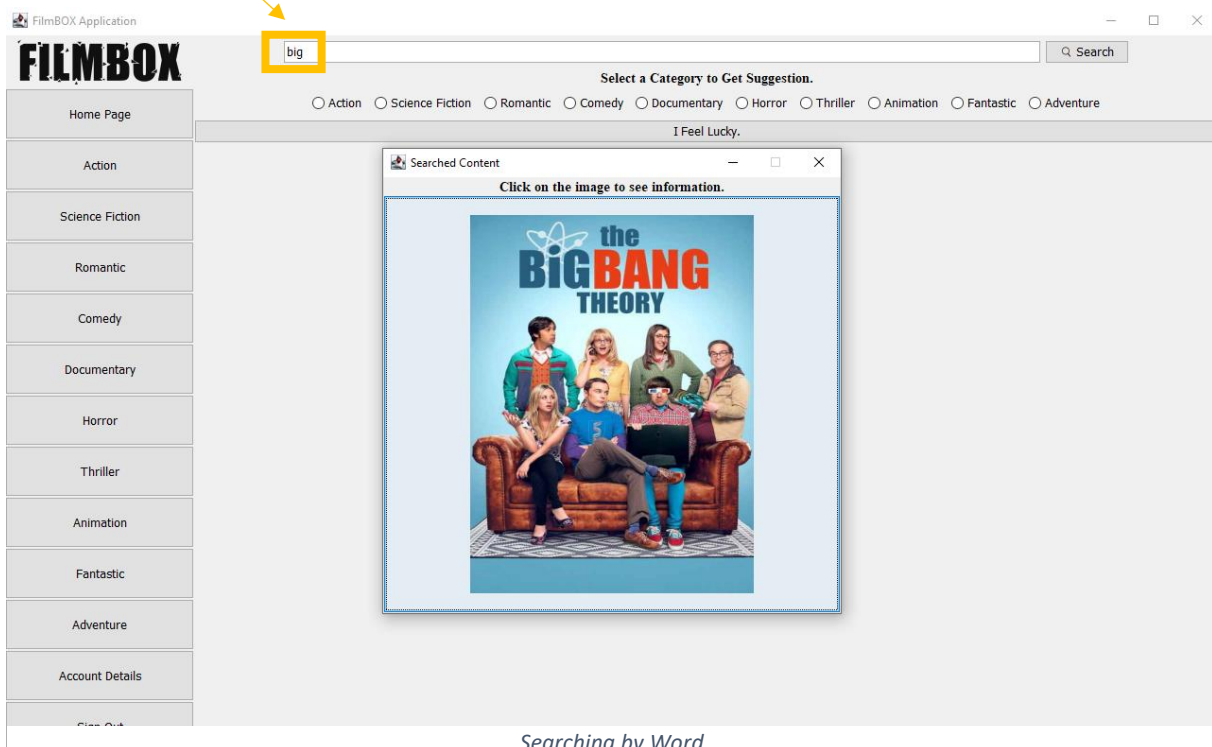 FilmBOX Application
FILMBOX
big
Search
Select a Category to Get Suggestion.
Action Science Fiction Romantic Comedy Documentary Horror Thriller Animation Fantastic Adventure
I Feel Lucky.
Home Page
Action
Science Fiction
Romantic
Comedy
Documentary
Horror
Thriller
Animation
Fantastic
Adventure
Account Details
Sign Out
Searched Content
Click on the image to see information.
the
BIGBANG
THEORY
Searching by Word